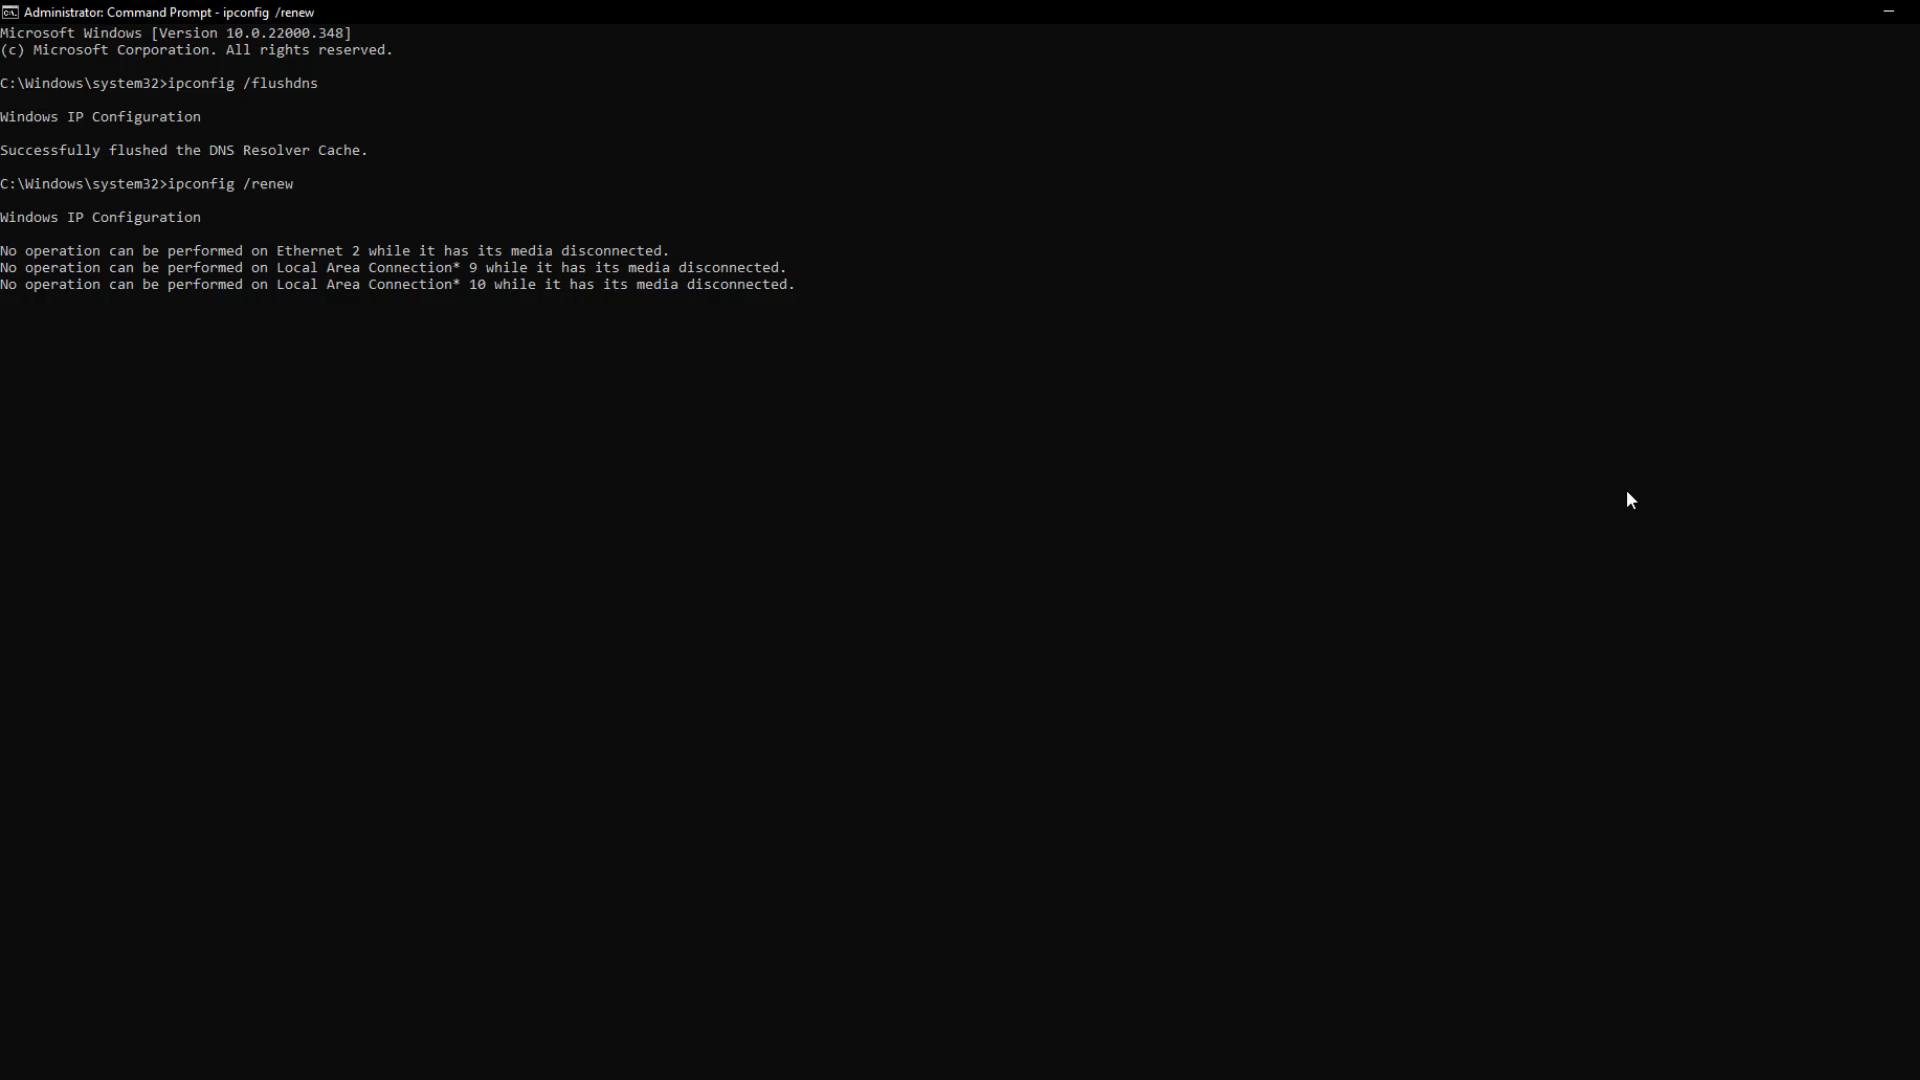 Administrator: Command Prompt - ipconfig  /renew
Microsoft Windows [Version 10.0.22000.348]
(c) Microsoft Corporation. All rights reserved.
C:\Windows\system32>ipconfig /flushdns
Windows IP Configuration
Successfully flushed the DNS Resolver Cache.
C:\Windows\system32>ipconfig /renew
Windows IP Configuration
No operation can be performed on Ethernet 2 while it has its media disconnected.
No operation can be performed on Local Area Connection* 9 while it has its media disconnected.
No operation can be performed on Local Area Connection* 10 while it has its media disconnected.